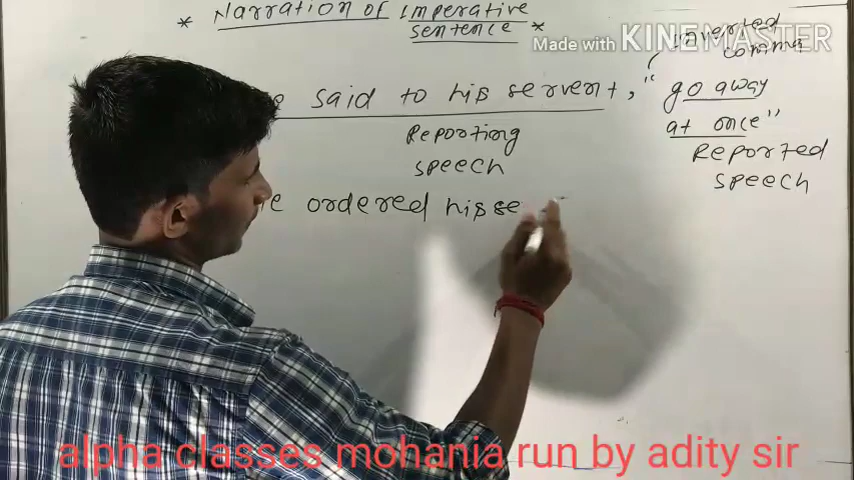 * Narration of Imperative
sentence *
Made with KINEMASTER
inverted
comma
said to his servent, "go away
at once"
Reporting
speech
Reported
speech
ordered his se
alpha classes mohania run by adity sir